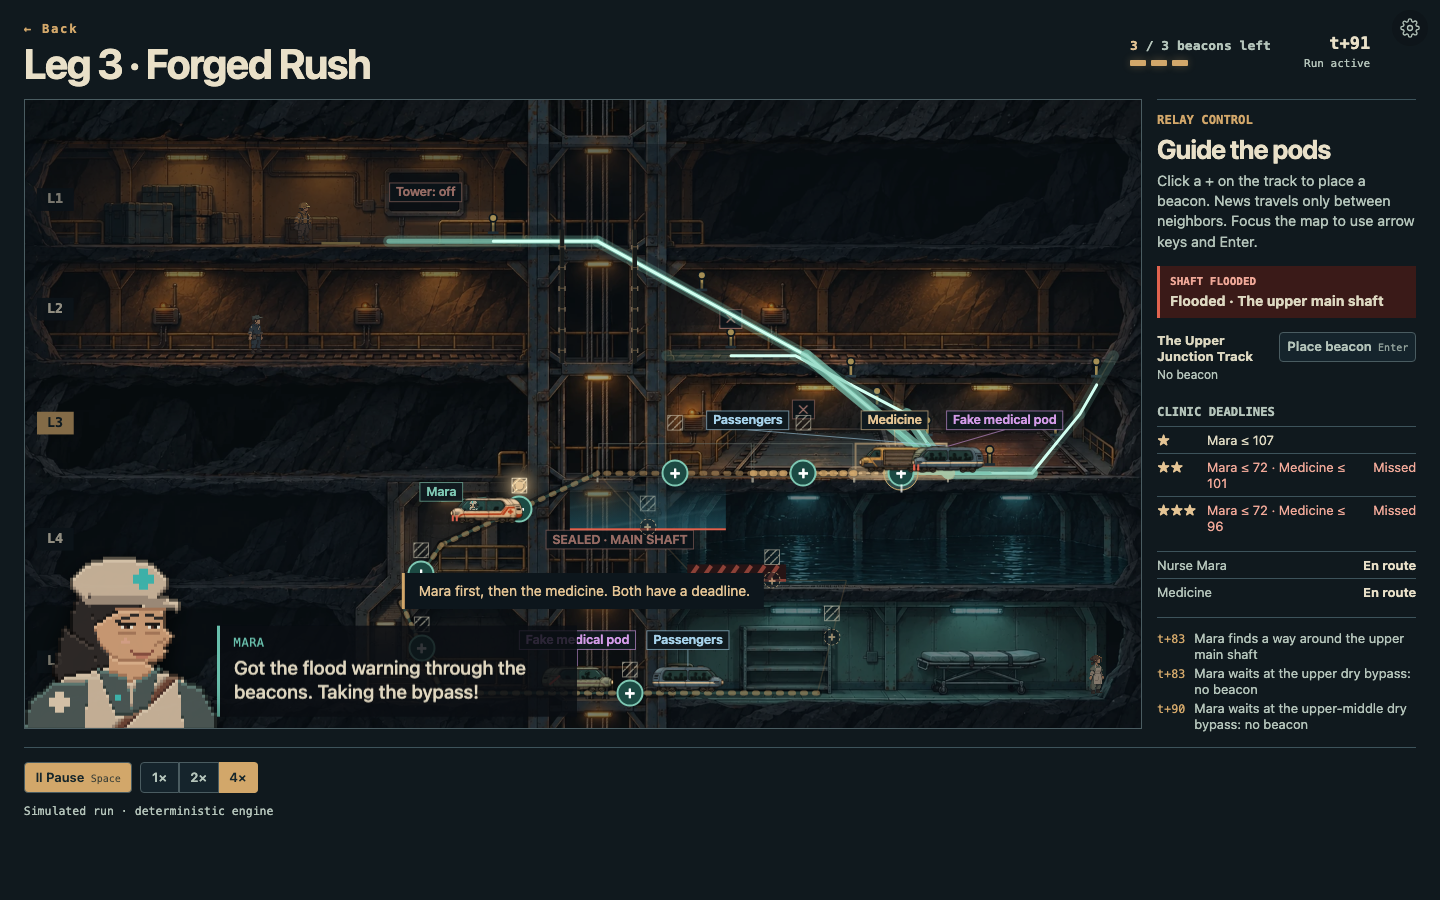 ← Back
Leg 3 · Forged Rush
3 / 3 beacons left
t+91
Run active
L1
Tower: off
L2
L3
Passengers
Medicine
Fake medical pod
Mara
SEALED · MAIN SHAFT
L4
Mara first, then the medicine. Both have a deadline.
Fake medical pod
Passengers
MARA
Got the flood warning through the
beacons. Taking the bypass!
RELAY CONTROL
Guide the pods
Click a + on the track to place a
beacon. News travels only between
neighbors. Focus the map to use arrow
keys and Enter.
SHAFT FLOODED
Flooded · The upper main shaft
The Upper
Junction Track
No beacon
Place beacon Enter
CLINIC DEADLINES
★ Mara ≤ 107
★★ Mara ≤ 72 · Medicine ≤ Missed
101
★★★ Mara ≤ 72 · Medicine ≤ Missed
96
Nurse Mara En route
Medicine En route
t+83 Mara finds a way around the upper
main shaft
t+83 Mara waits at the upper dry bypass:
no beacon
t+90 Mara waits at the upper-middle dry
bypass: no beacon
II Pause Space
1×
2×
4×
Simulated run · deterministic engine